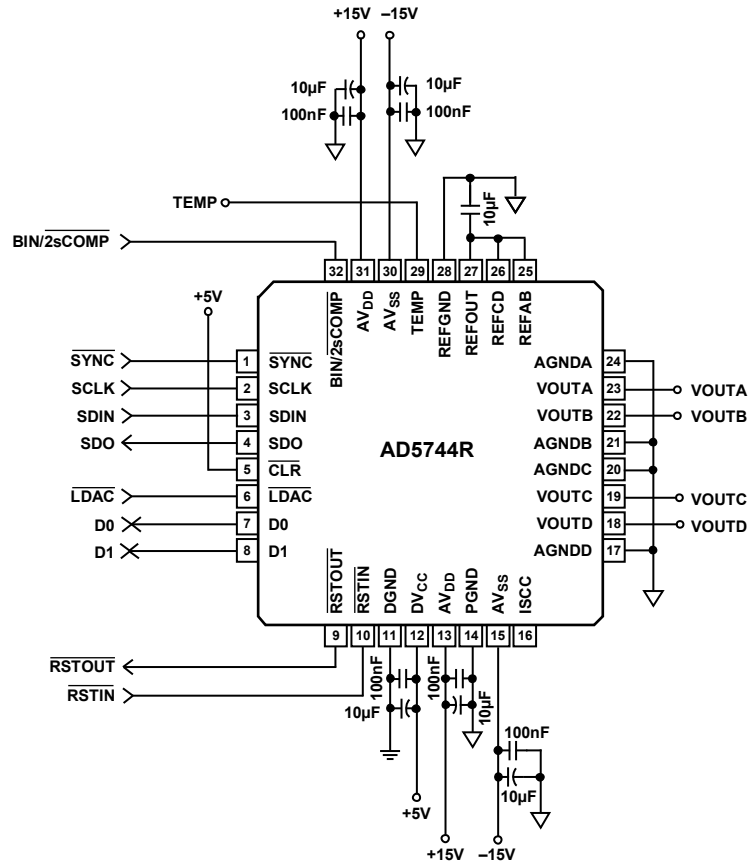 +15V –15V
10µF 10µF
100nF 100nF
TEMP
10µF
BIN/2sCOMP
32 31 30 29 28 27 26 25
+5V
BIN/2sCOMP AVDD AVSS TEMP REFGND REFOUT REFCD REFAB
SYNC 1 SYNC
SCLK 2 SCLK
SDIN 3 SDIN
SDO 4 SDO
5 CLR
LDAC 6 LDAC
D0 7 D0
D1 8 D1
AD5744R
AGNDA 24
VOUTA 23 VOUTA
VOUTB 22 VOUTB
AGNDB 21
AGNDC 20
VOUTC 19 VOUTC
VOUTD 18 VOUTD
AGNDD 17
RSTOUT RSTIN DGND DVCC AVDD PGND AVSS ISCC
9 10 11 12 13 14 15 16
RSTOUT
RSTIN
100nF 100nF
10µF 10µF
100nF
10µF
+5V
+15V –15V